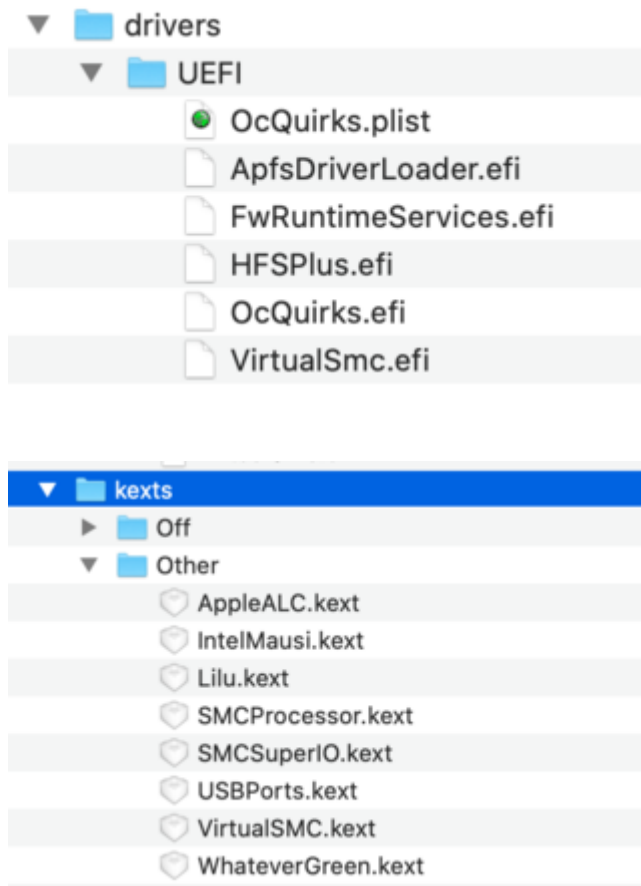 drivers
UEFI
OcQuirks.plist
ApfsDriverLoader.efi
FwRuntimeServices.efi
HFSPlus.efi
OcQuirks.efi
VirtualSmc.efi
kexts
Off
Other
AppleALC.kext
IntelMausi.kext
Lilu.kext
SMCProcessor.kext
SMCSuperIO.kext
USBPorts.kext
VirtualSMC.kext
WhateverGreen.kext